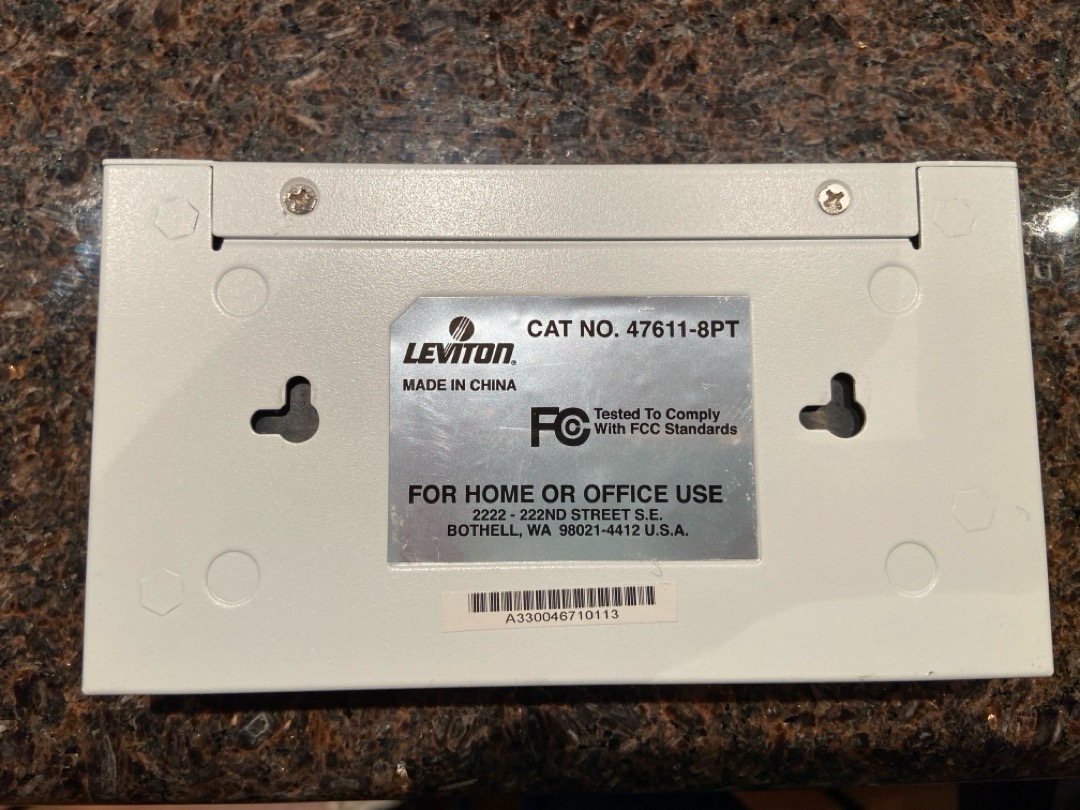 CAT NO. 47611-8PT
LEVITON®
MADE IN CHINA
FC Tested To Comply
With FCC Standards
FOR HOME OR OFFICE USE
2222 - 222ND STREET S.E.
BOTHELL, WA 98021-4412 U.S.A.
A330046710113